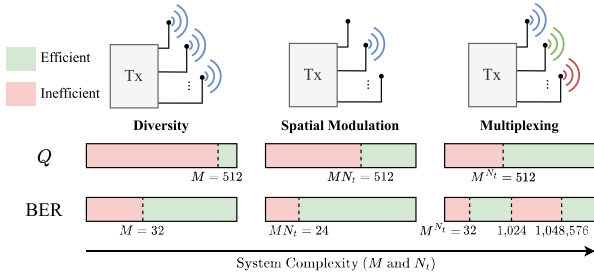 Efficient
Inefficient
Tx
Tx
Tx
⋮
⋮
⋮
Diversity
Spatial Modulation
Multiplexing
Q
M = 512
MN_t = 512
M^{N_t} = 512
BER
M = 32
MN_t = 24
M^{N_t} = 32
1,024
1,048,576
System Complexity (M and N_t)